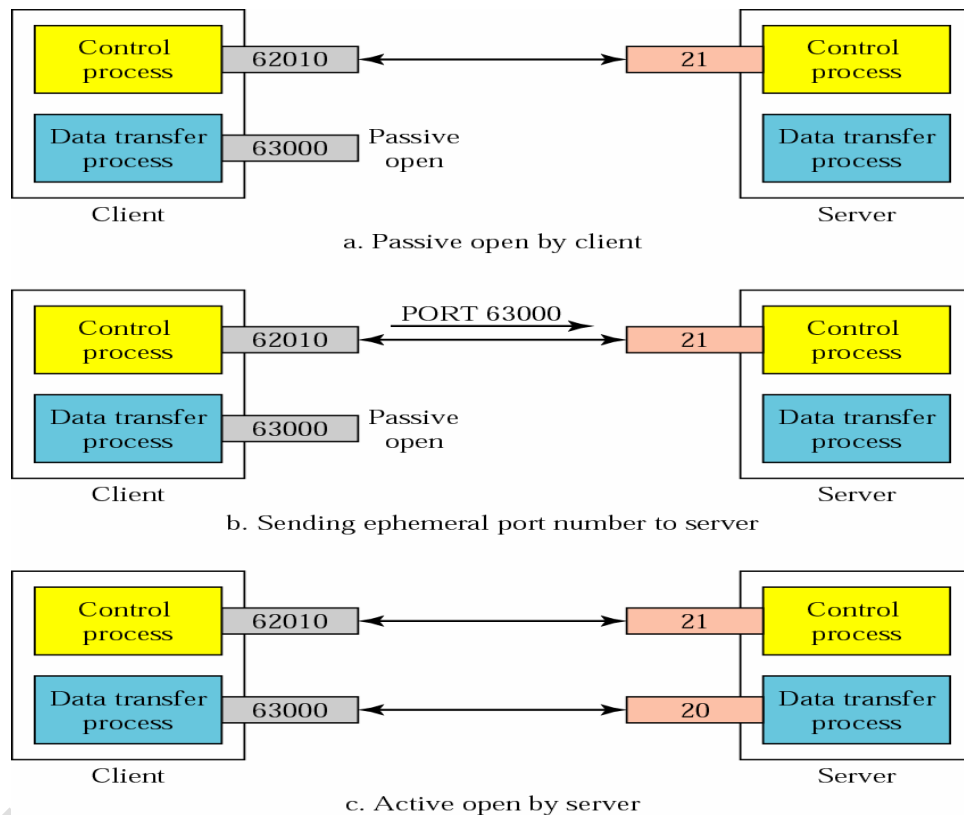 Control
process
62010
21
Control
process
Data transfer
process
63000
Passive
open
Data transfer
process
Client
Server
a. Passive open by client
PORT 63000
Control
process
62010
21
Control
process
Data transfer
process
63000
Passive
open
Data transfer
process
Client
Server
b. Sending ephemeral port number to server
Control
process
62010
21
Control
process
Data transfer
process
63000
20
Data transfer
process
Client
Server
c. Active open by server